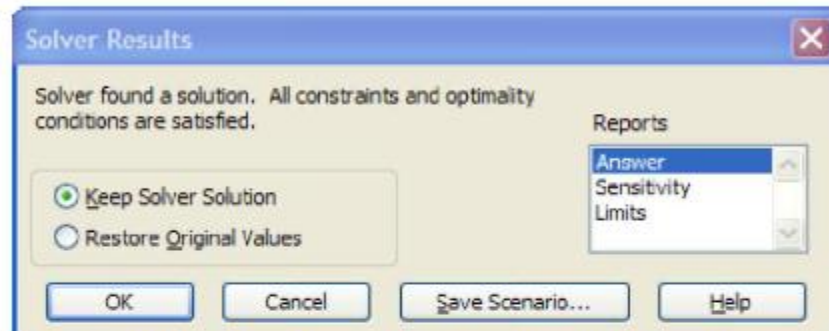 Solver Results
Solver found a solution. All constraints and optimality
conditions are satisfied.
Reports
Answer
Sensitivity
Limits
Keep Solver Solution
Restore Original Values
OK
Cancel
Save Scenario...
Help